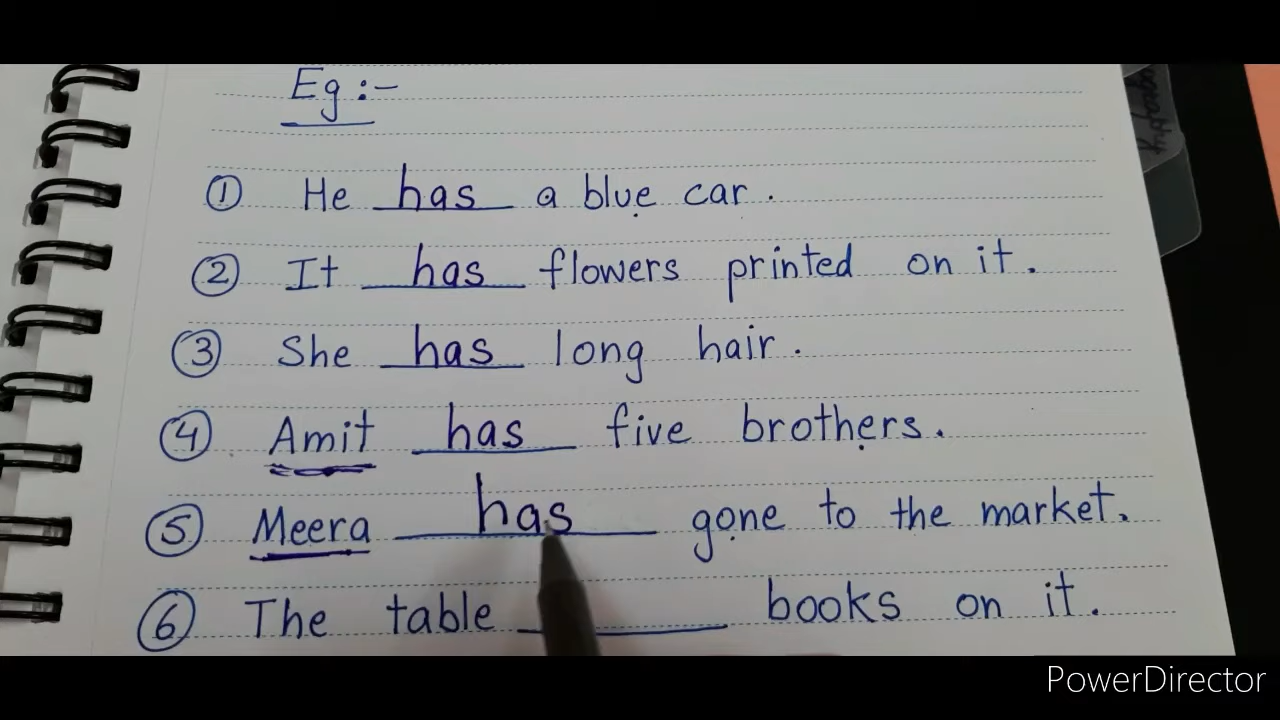 Eg :-
① He has a blue car.
② It has flowers printed on it.
③ She has long hair.
④ Amit has five brothers.
⑤ Meera has gone to the market.
⑥ The table ______ books on it.
PowerDirector